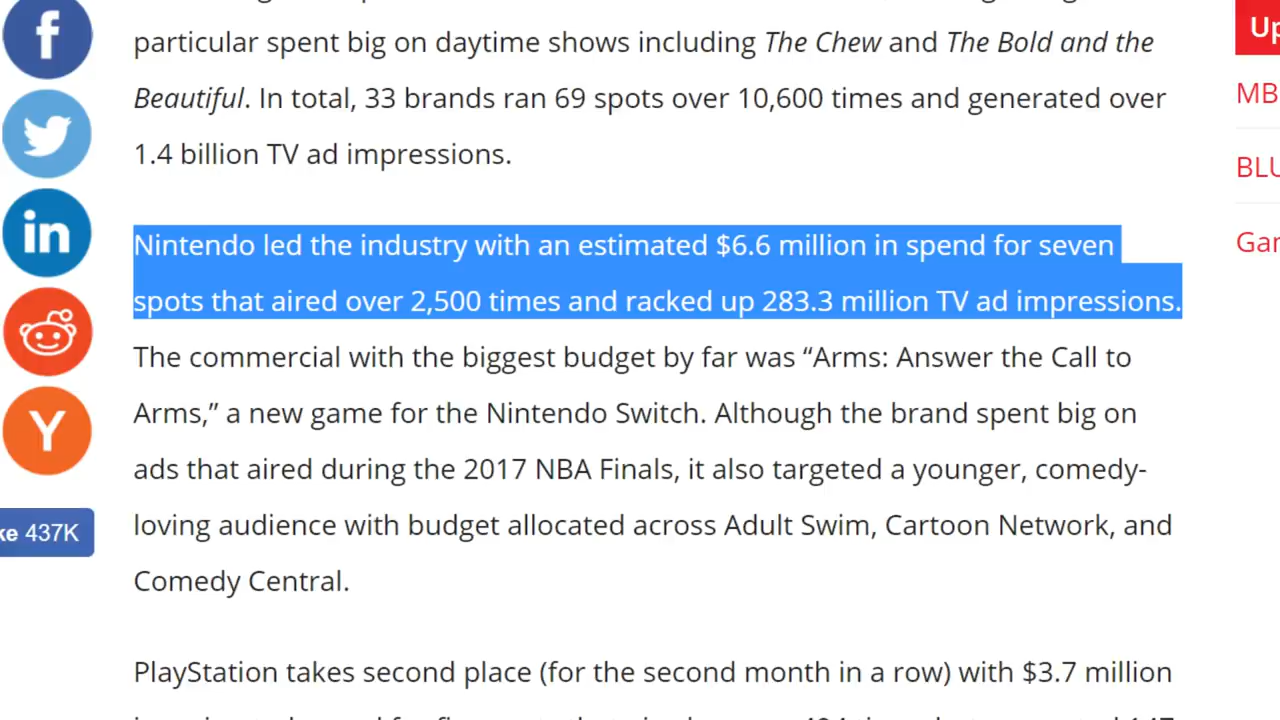 particular spent big on daytime shows including The Chew and The Bold and the
Beautiful. In total, 33 brands ran 69 spots over 10,600 times and generated over
1.4 billion TV ad impressions.
Nintendo led the industry with an estimated $6.6 million in spend for seven
spots that aired over 2,500 times and racked up 283.3 million TV ad impressions.
The commercial with the biggest budget by far was “Arms: Answer the Call to
Arms,” a new game for the Nintendo Switch. Although the brand spent big on
ads that aired during the 2017 NBA Finals, it also targeted a younger, comedy-
loving audience with budget allocated across Adult Swim, Cartoon Network, and
Comedy Central.
PlayStation takes second place (for the second month in a row) with $3.7 million
f
in
Y
ke 437K
Up
MB
BLU
Gar